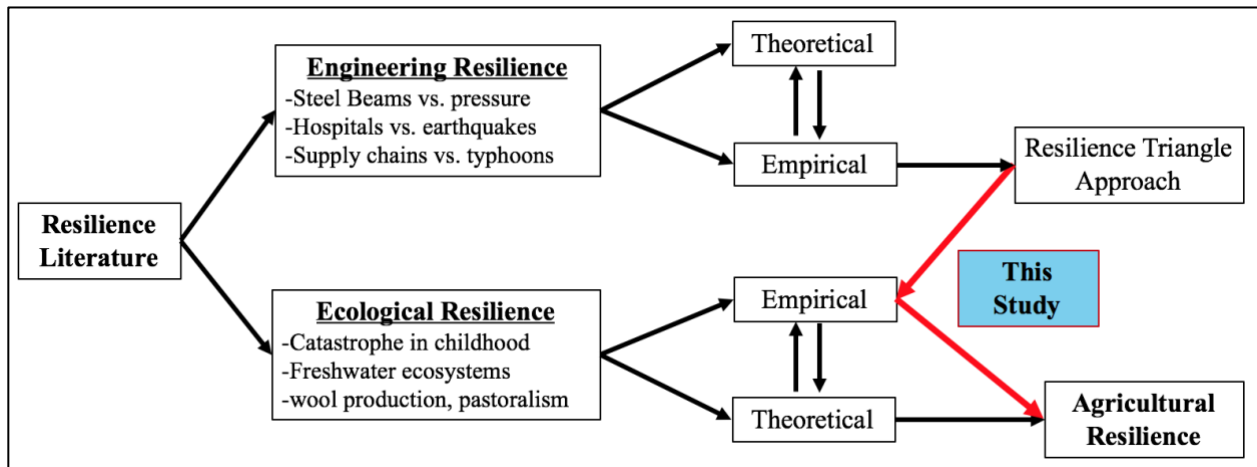 Resilience
Literature
Engineering Resilience
-Steel Beams vs. pressure
-Hospitals vs. earthquakes
-Supply chains vs. typhoons
Ecological Resilience
-Catastrophe in childhood
-Freshwater ecosystems
-wool production, pastoralism
Theoretical
Empirical
Empirical
Theoretical
Resilience Triangle
Approach
This
Study
Agricultural
Resilience